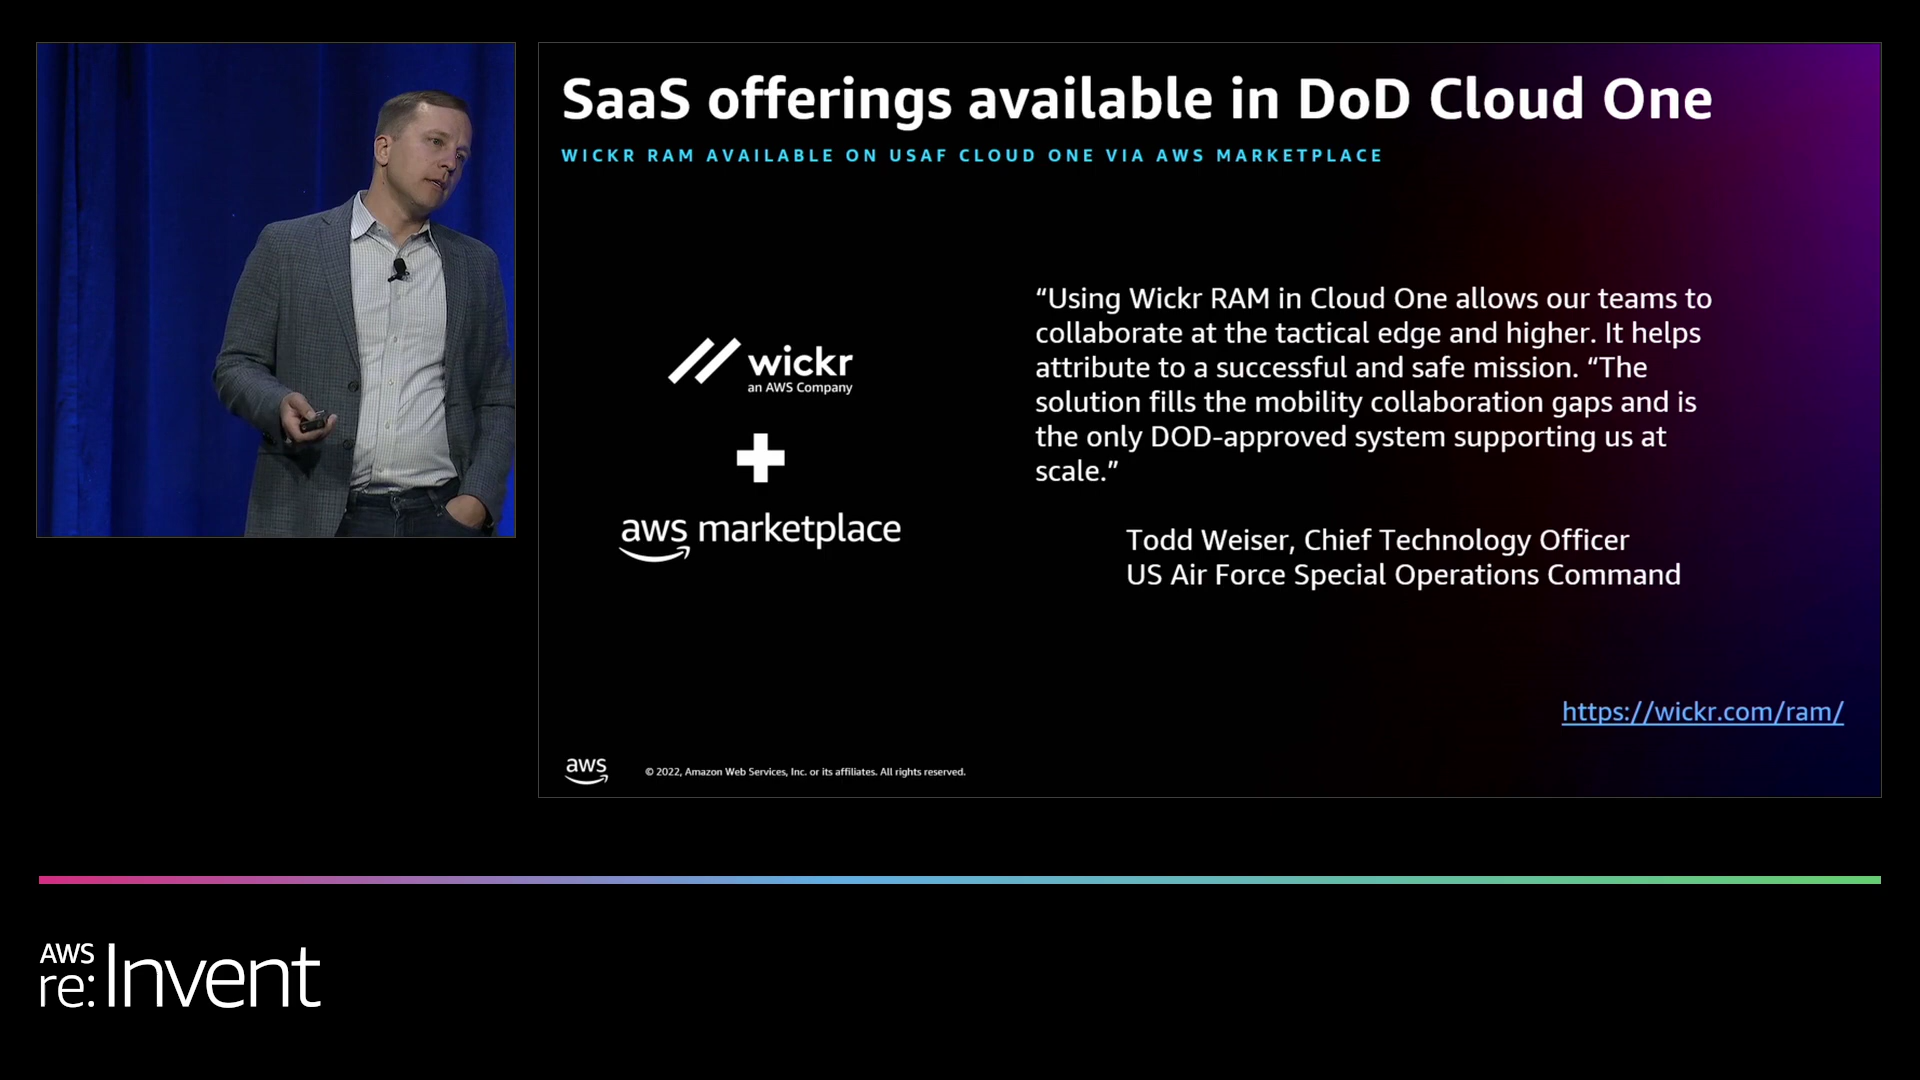 SaaS offerings available in DoD Cloud One
WICKR RAM AVAILABLE ON USAF CLOUD ONE VIA AWS MARKETPLACE
wickr
an AWS Company
aws marketplace
“Using Wickr RAM in Cloud One allows our teams to
collaborate at the tactical edge and higher. It helps
attribute to a successful and safe mission. “The
solution fills the mobility collaboration gaps and is
the only DOD-approved system supporting us at
scale.”
Todd Weiser, Chief Technology Officer
US Air Force Special Operations Command
https://wickr.com/ram/
aws
© 2022, Amazon Web Services, Inc. or its affiliates. All rights reserved.
AWS
re:Invent